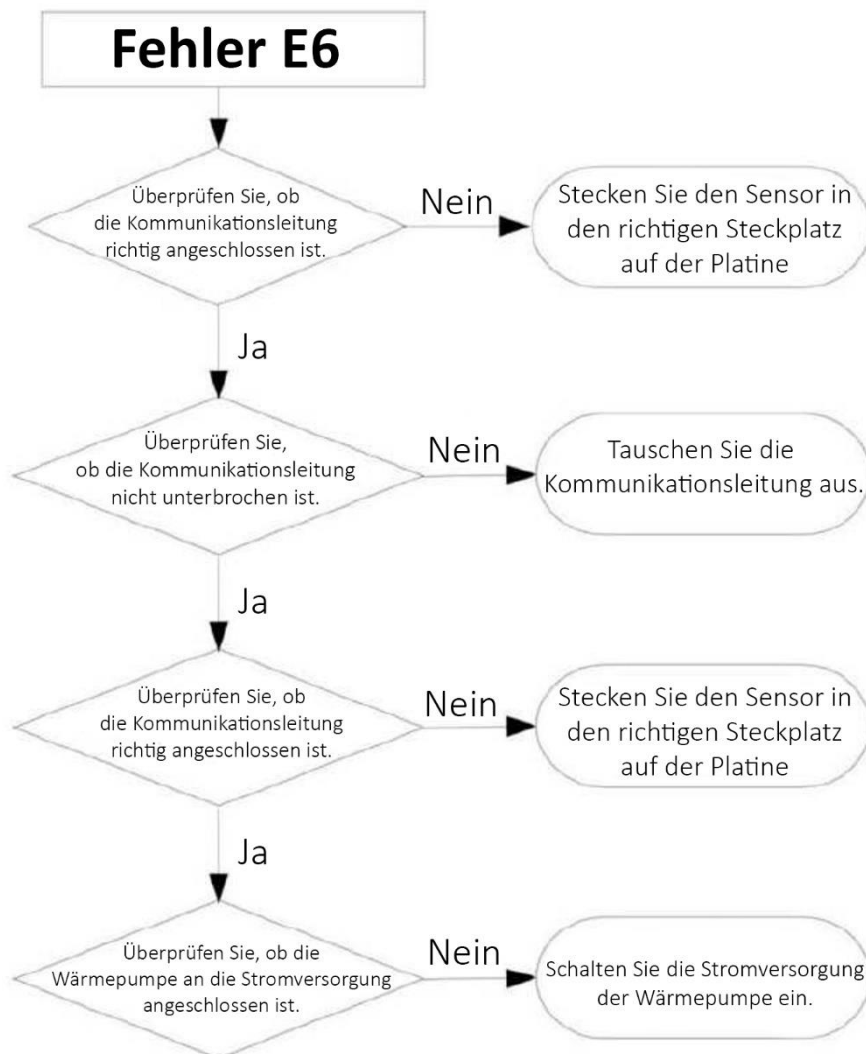 Fehler E6
Überprüfen Sie, ob
die Kommunikationsleitung
richtig angeschlossen ist.
Nein
Stecken Sie den Sensor in
den richtigen Steckplatz
auf der Platine
Ja
Überprüfen Sie,
ob die Kommunikationsleitung
nicht unterbrochen ist.
Nein
Tauschen Sie die
Kommunikationsleitung aus.
Ja
Überprüfen Sie, ob
die Kommunikationsleitung
richtig angeschlossen ist.
Nein
Stecken Sie den Sensor in
den richtigen Steckplatz
auf der Platine
Ja
Überprüfen Sie, ob die
Wärmepumpe an die Stromversorgung
angeschlossen ist.
Nein
Schalten Sie die Stromversorgung
der Wärmepumpe ein.